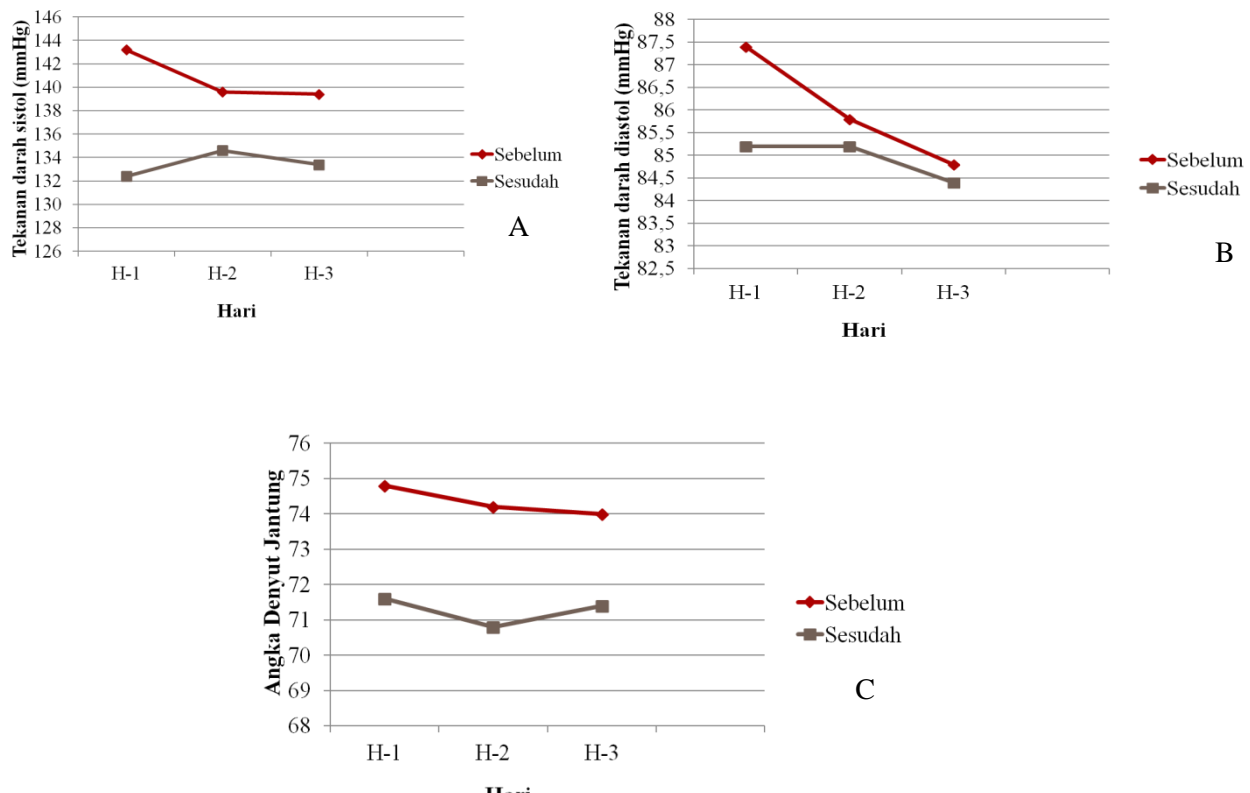 Tekanan darah sistol (mmHg)
146
144
142
140
138
136
134
132
130
128
126
H-1 H-2 H-3
Hari
Sebelum
Sesudah
A
Tekanan darah diastol (mmHg)
88
87,5
87
86,5
86
85,5
85
84,5
84
83,5
83
82,5
H-1 H-2 H-3
Hari
Sebelum
Sesudah
B
Angka Denyut Jantung
76
75
74
73
72
71
70
69
68
H-1 H-2 H-3
Hari
Sebelum
Sesudah
C